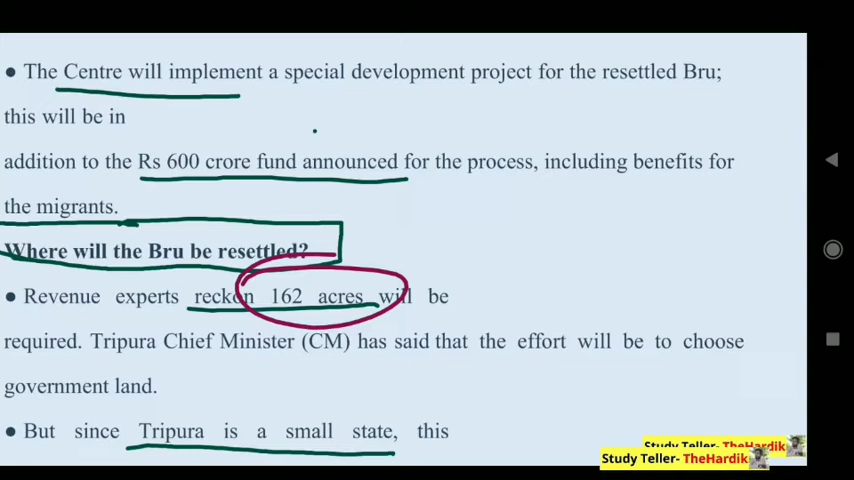 ● The Centre will implement a special development project for the resettled Bru;
this will be in
addition to the Rs 600 crore fund announced for the process, including benefits for
the migrants.
Where will the Bru be resettled?
● Revenue experts reckon 162 acres will be
required. Tripura Chief Minister (CM) has said that the effort will be to choose
government land.
● But since Tripura is a small state, this
Study Teller- TheHardik
Study Teller- TheHardik